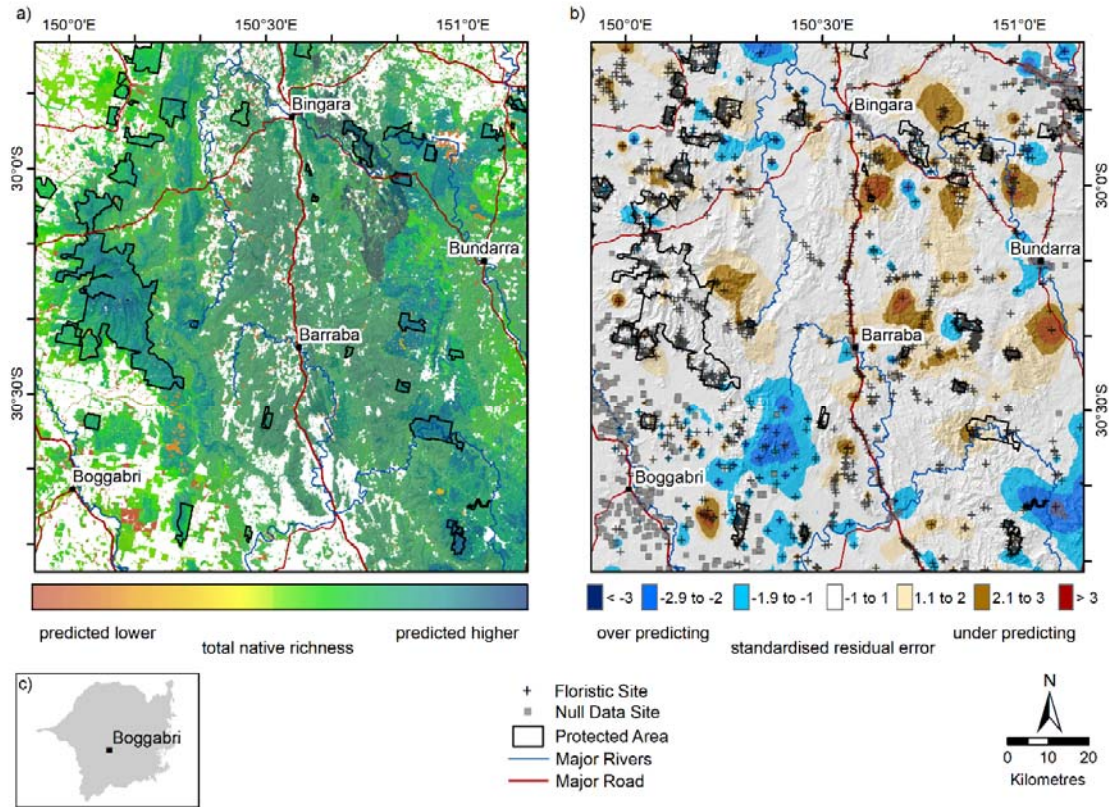 a)
150°0'E
150°30'E
151°0'E
30°0'S
30°30'S
Bingara
Bundarra
Barraba
Boggabri
predicted lower
total native richness
predicted higher
b)
150°0'E
150°30'E
151°0'E
30°0'S
30°30'S
Bingara
Bundarra
Barraba
Boggabri
< -3 -2.9 to -2 -1.9 to -1 -1 to 1 1.1 to 2 2.1 to 3 > 3
over predicting
standardised residual error
under predicting
c)
Boggabri
Floristic Site
Null Data Site
Protected Area
Major Rivers
Major Road
N
0 10 20
Kilometres